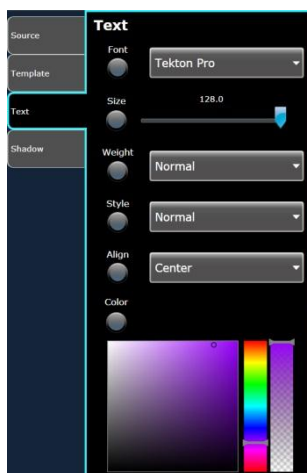 Source
Template
Text
Shadow
Text
Font
Tekton Pro
Size
128.0
Weight
Normal
Style
Normal
Align
Center
Color